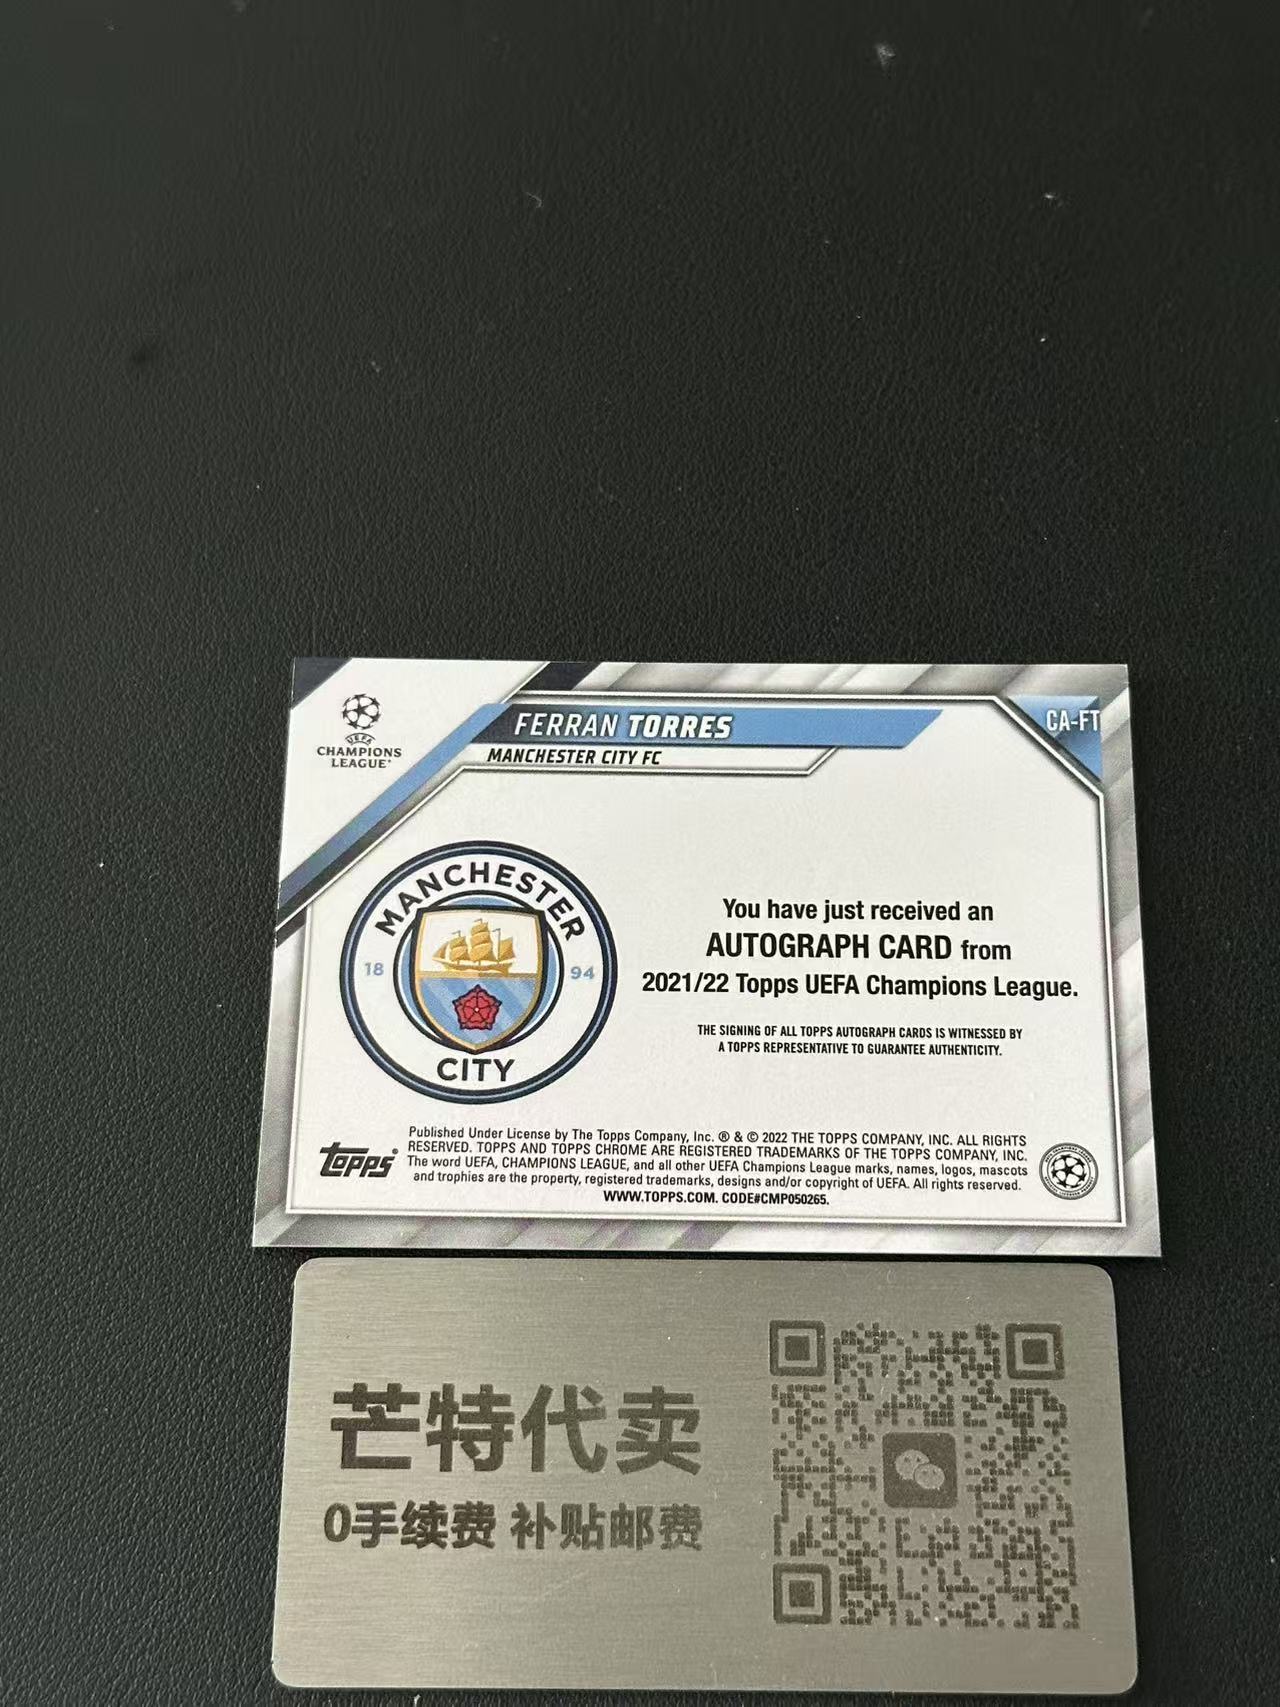 UEFA
CHAMPIONS
LEAGUE
FERRAN TORRES
CA-FT
MANCHESTER CITY FC
MANCHESTER
18 94
CITY
You have just received an
AUTOGRAPH CARD from
2021/22 Topps UEFA Champions League.
THE SIGNING OF ALL TOPPS AUTOGRAPH CARDS IS WITNESSED BY
A TOPPS REPRESENTATIVE TO GUARANTEE AUTHENTICITY.
topps
Published Under License by The Topps Company, Inc. ® & © 2022 THE TOPPS COMPANY, INC. ALL RIGHTS
RESERVED. TOPPS AND TOPPS CHROME ARE REGISTERED TRADEMARKS OF THE TOPPS COMPANY, INC.
The word UEFA, CHAMPIONS LEAGUE, and all other UEFA Champions League marks, names, logos, mascots
and trophies are the property, registered trademarks, designs and/or copyright of UEFA. All rights reserved.
WWW.TOPPS.COM. CODE#CMP050265.
芒特代卖
0手续费 补贴邮费